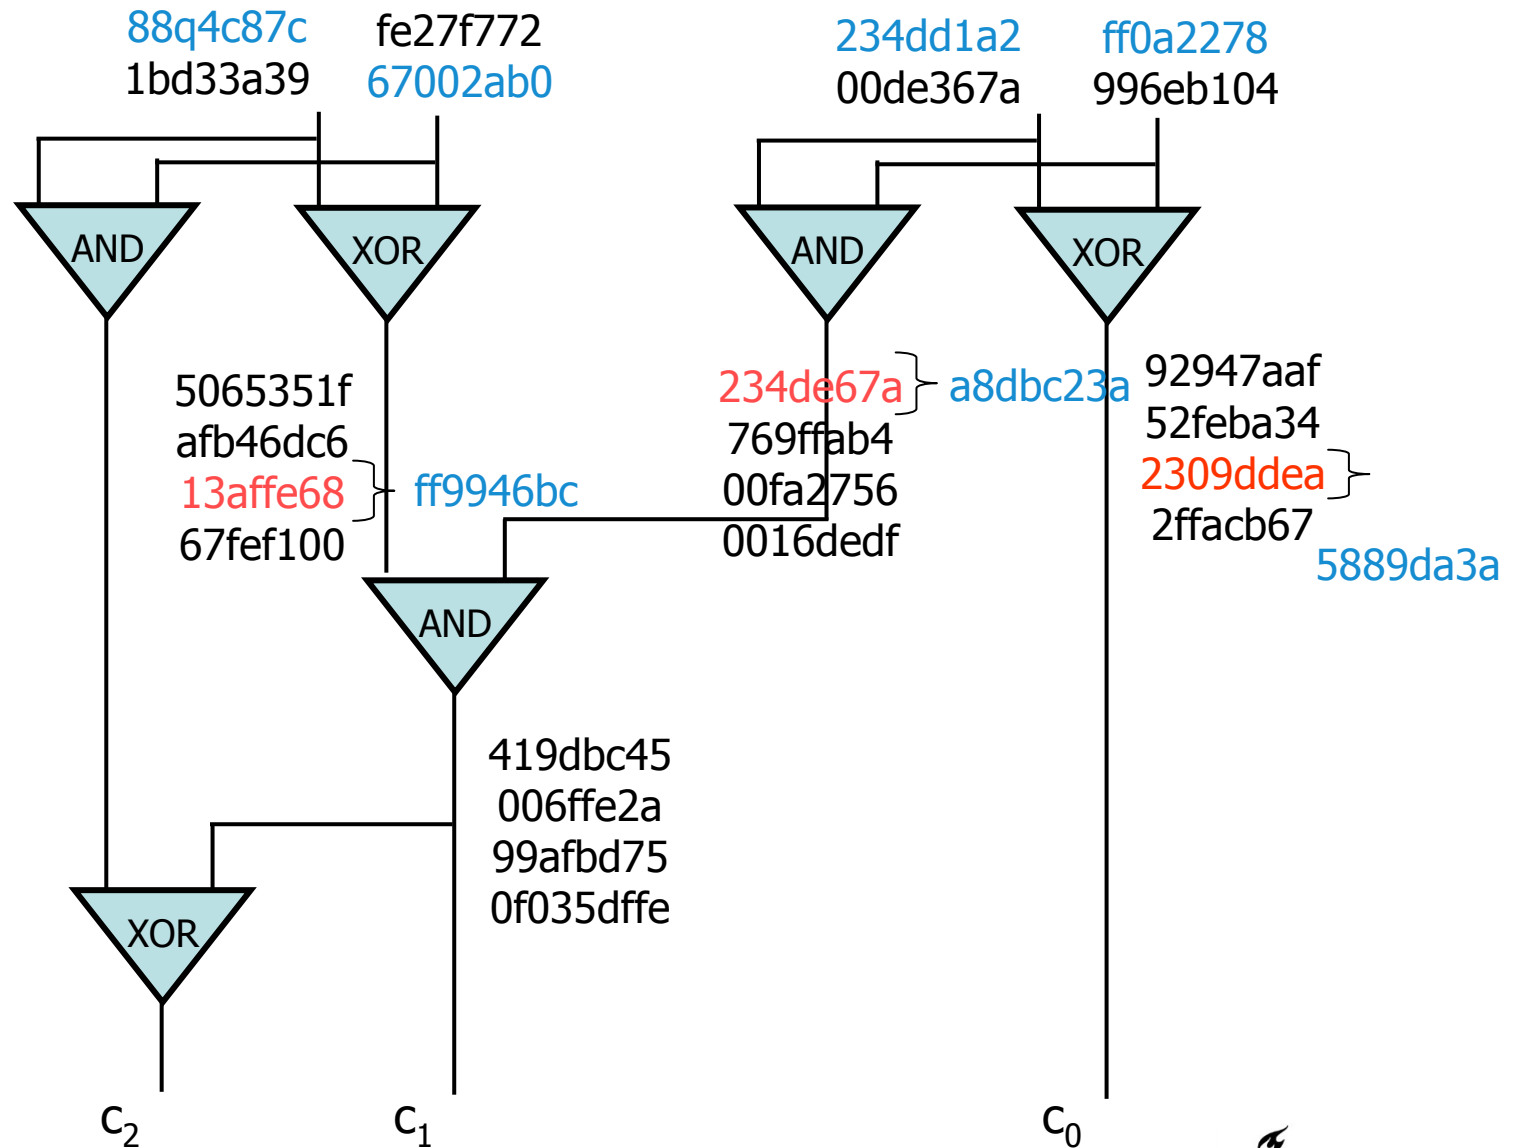 88q4c87c fe27f772 234dd1a2 ff0a2278
1bd33a39 67002ab0 00de367a 996eb104
AND XOR AND XOR
5065351f 234de67a a8dbc23a 92947aaf
afb46dc6 769ffab4 52feba34
13affe68 ff9946bc 00fa2756 2309ddea
67fef100 0016dedf 2ffacb67
5889da3a
AND
419dbc45
006ffe2a
99afbd75
0f035dffe
XOR
c₂ c₁ c₀